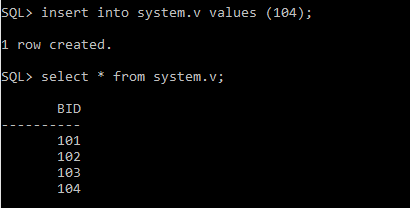 SQL> insert into system.v values (104);
1 row created.
SQL> select * from system.v;
BID
----------
101
102
103
104